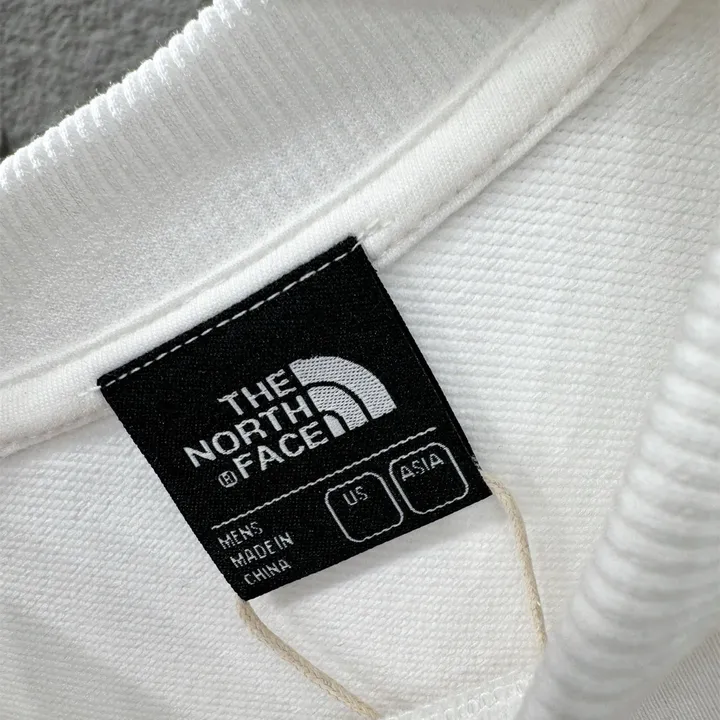 THE
NORTH
® FACE
MENS
MADE IN
CHINA
US
ASIA